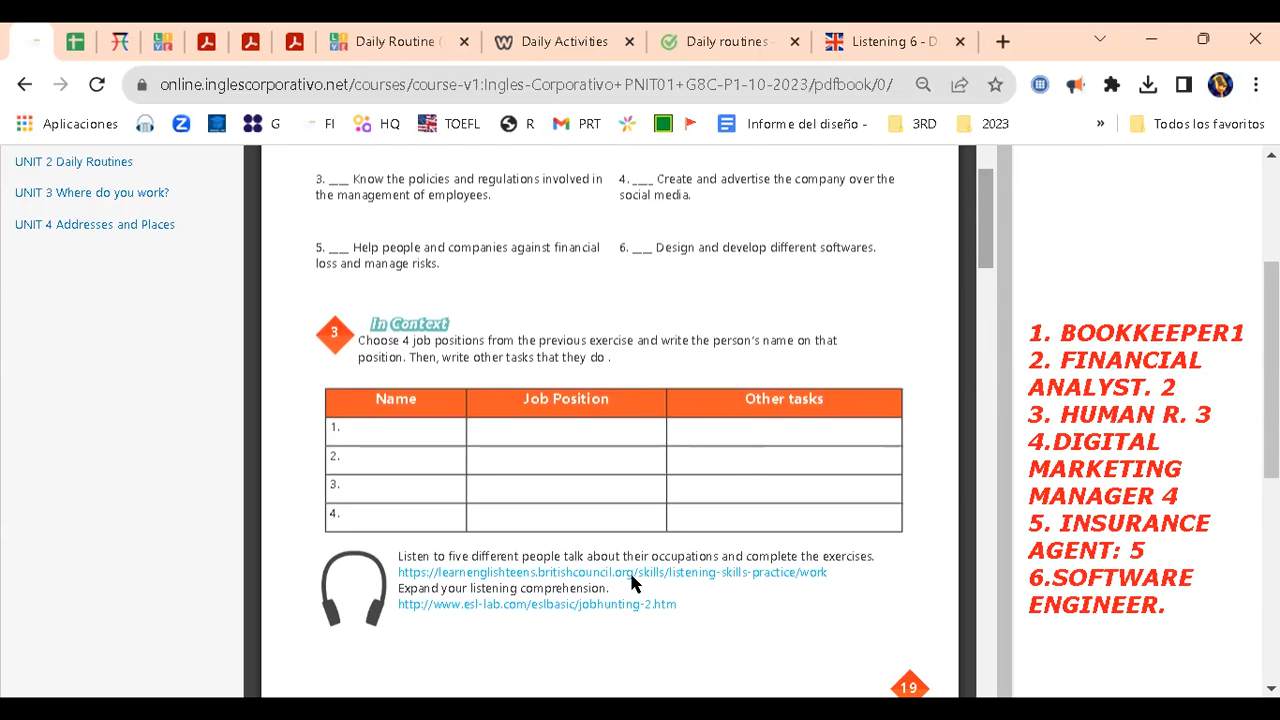 Daily Routine (
Daily Activities
Daily routines -
Listening 6 - D
online.inglescorporativo.net/courses/course-v1:Ingles-Corporativo+PNIT01+G8C-P1-10-2023/pdfbook/0/
Aplicaciones
G
FI
HQ
TOEFL
R
PRT
Informe del diseño -
3RD
2023
»
Todos los favoritos
UNIT 2 Daily Routines
UNIT 3 Where do you work?
UNIT 4 Addresses and Places
3. ___ Know the policies and regulations involved in
the management of employees.
4. ___ Create and advertise the company over the
social media.
5. ___ Help people and companies against financial
loss and manage risks.
6. ___ Design and develop different softwares.
3
In Context
Choose 4 job positions from the previous exercise and write the person's name on that
position. Then, write other tasks that they do .
Name Job Position Other tasks
1.
2.
3.
4.
Listen to five different people talk about their occupations and complete the exercises.
https://learnenglishteens.britishcouncil.org/skills/listening-skills-practice/work
Expand your listening comprehension.
http://www.esl-lab.com/eslbasic/jobhunting-2.htm
19
1. BOOKKEEPER1
2. FINANCIAL
ANALYST. 2
3. HUMAN R. 3
4.DIGITAL
MARKETING
MANAGER 4
5. INSURANCE
AGENT: 5
6.SOFTWARE
ENGINEER.